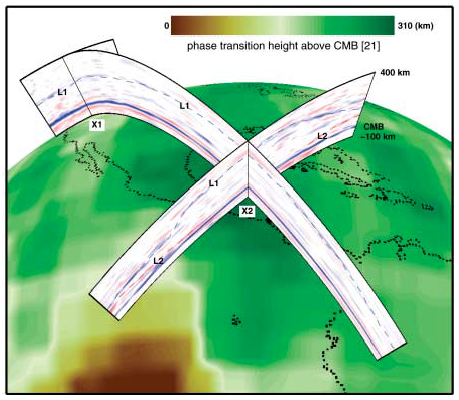 0 310 (km)
phase transition height above CMB [21]
400 km
L1
L1
X1
CMB
-100 km
L2
L1
X2
L2